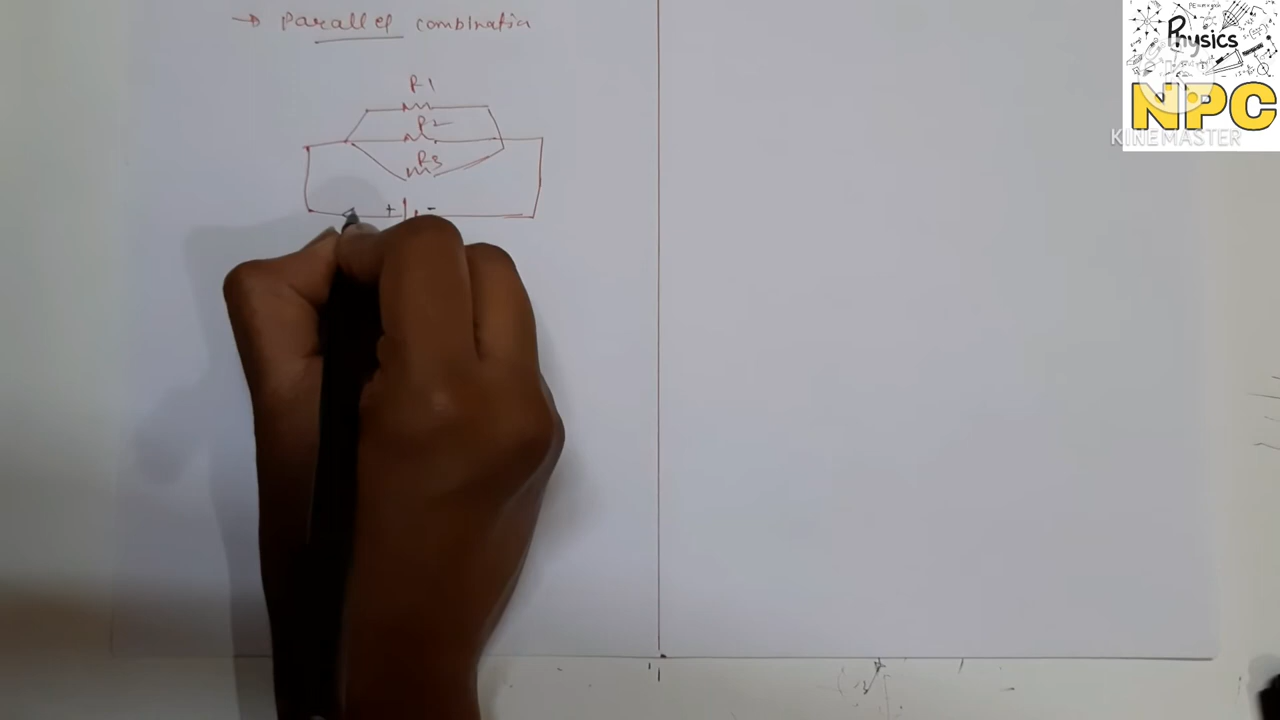 → Parallel combination
R1
R2
R3
+ -
Physics
NPC
KINEMASTER